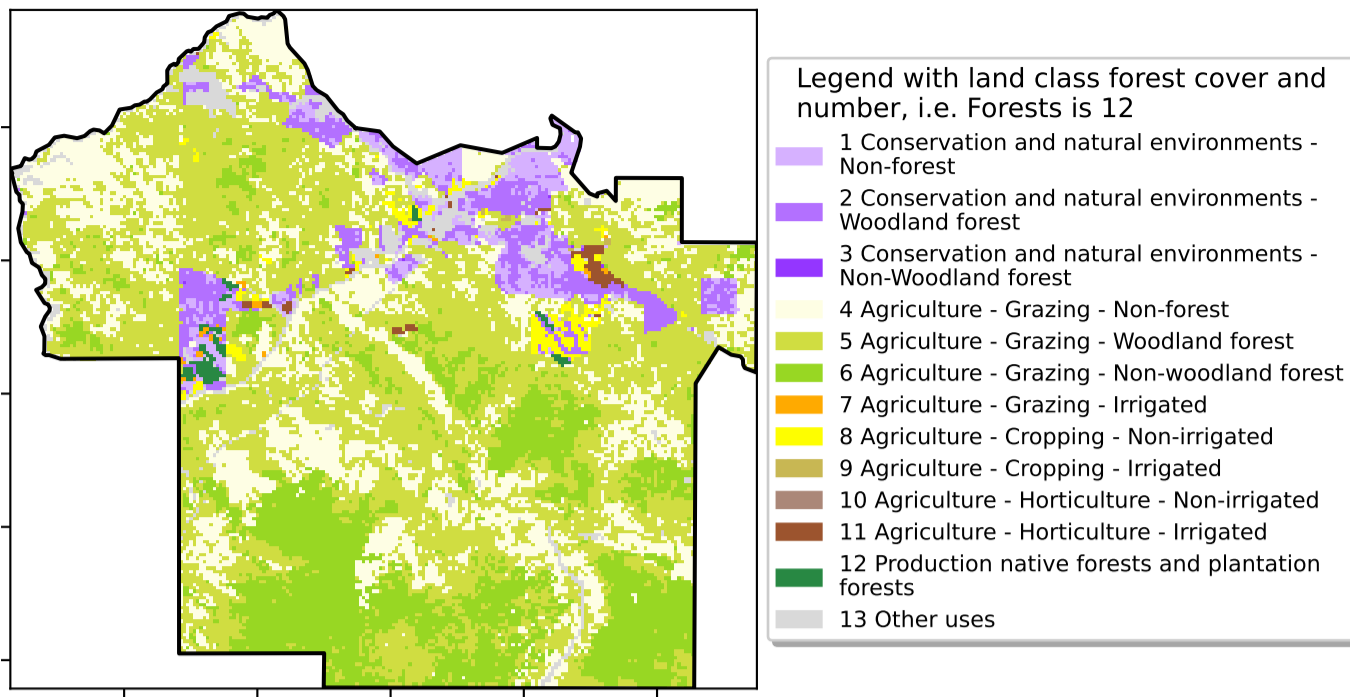 Legend with land class forest cover and
number, i.e. Forests is 12
1 Conservation and natural environments -
Non-forest
2 Conservation and natural environments -
Woodland forest
3 Conservation and natural environments -
Non-Woodland forest
4 Agriculture - Grazing - Non-forest
5 Agriculture - Grazing - Woodland forest
6 Agriculture - Grazing - Non-woodland forest
7 Agriculture - Grazing - Irrigated
8 Agriculture - Cropping - Non-irrigated
9 Agriculture - Cropping - Irrigated
10 Agriculture - Horticulture - Non-irrigated
11 Agriculture - Horticulture - Irrigated
12 Production native forests and plantation
forests
13 Other uses